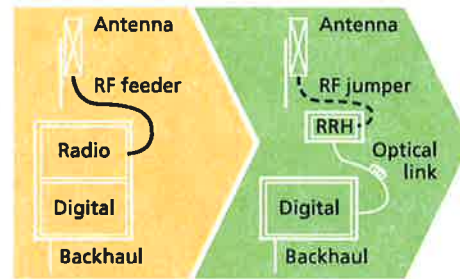 Antenna
RF feeder
Radio
Digital
Backhaul
Antenna
RF jumper
RRH
Optical
link
Digital
Backhaul